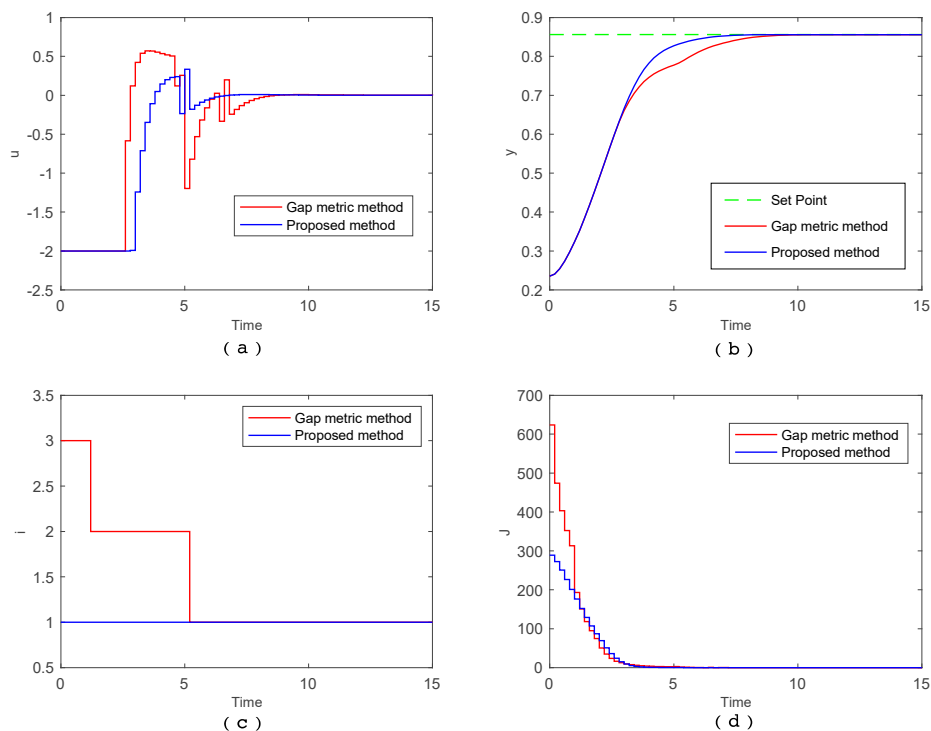 1
0.5
0
-0.5
-1
-1.5
-2
-2.5
u
0
5
10
15
Time
Gap metric method
Proposed method
( a )
0.9
0.8
0.7
0.6
0.5
0.4
0.3
0.2
y
0
5
10
15
Time
Set Point
Gap metric method
Proposed method
( b )
3.5
3
2.5
2
1.5
1
0.5
i
0
5
10
15
Time
Gap metric method
Proposed method
( c )
700
600
500
400
300
200
100
0
J
0
5
10
15
Time
Gap metric method
Proposed method
( d )